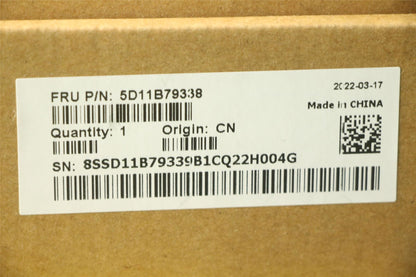 FRU P/N: 5D11B79338
2022-03-17
Made in CHINA
Quantity: 1 Origin: CN
SN: 8SSD11B79339B1CQ22H004G